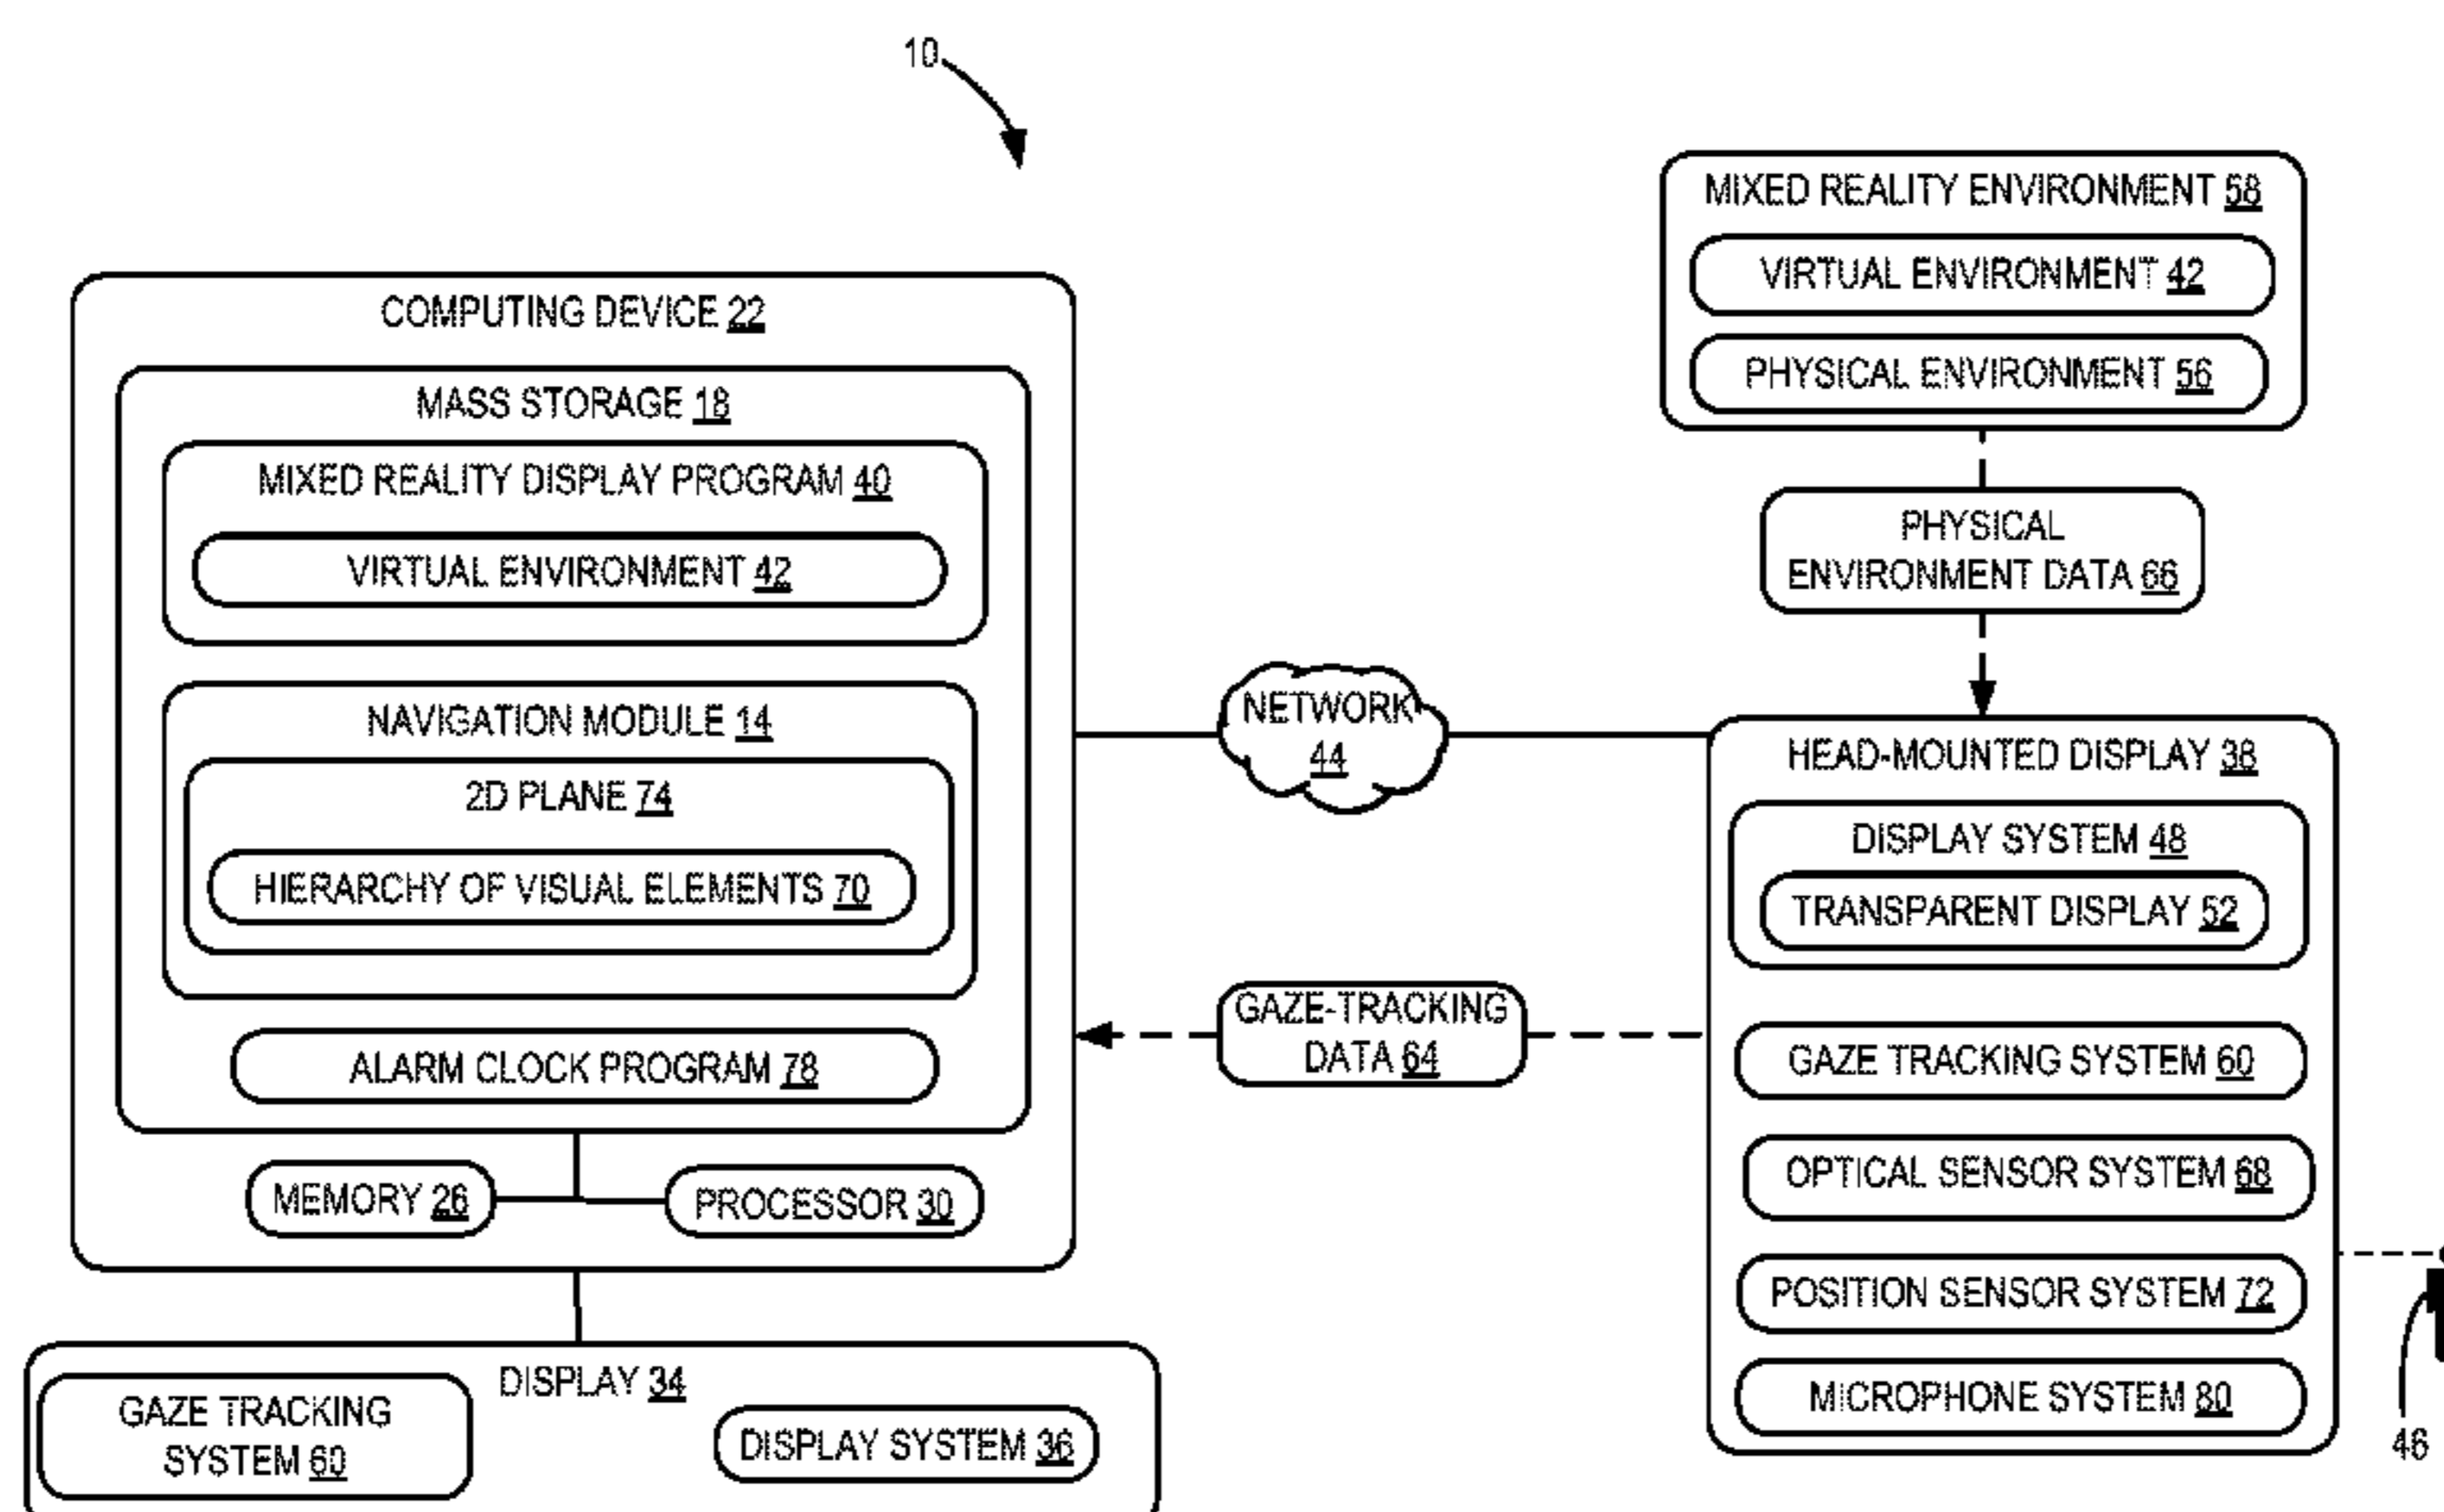 10
COMPUTING DEVICE 22
MASS STORAGE 18
MIXED REALITY DISPLAY PROGRAM 40
VIRTUAL ENVIRONMENT 42
NAVIGATION MODULE 14
2D PLANE 74
HIERARCHY OF VISUAL ELEMENTS 70
ALARM CLOCK PROGRAM 78
MEMORY 26
PROCESSOR 30
DISPLAY 34
GAZE TRACKING
SYSTEM 60
DISPLAY SYSTEM 36
NETWORK
44
GAZE-TRACKING
DATA 64
MIXED REALITY ENVIRONMENT 58
VIRTUAL ENVIRONMENT 42
PHYSICAL ENVIRONMENT 56
PHYSICAL
ENVIRONMENT DATA 66
HEAD-MOUNTED DISPLAY 38
DISPLAY SYSTEM 48
TRANSPARENT DISPLAY 52
GAZE TRACKING SYSTEM 60
OPTICAL SENSOR SYSTEM 68
POSITION SENSOR SYSTEM 72
MICROPHONE SYSTEM 80
46